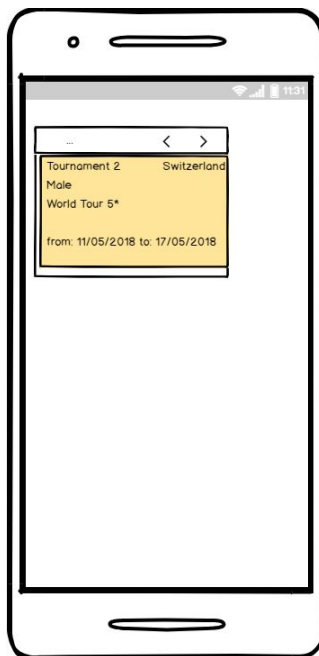 11:31
...
Tournament 2 Switzerland
Male
World Tour 5*
from: 11/05/2018 to: 17/05/2018